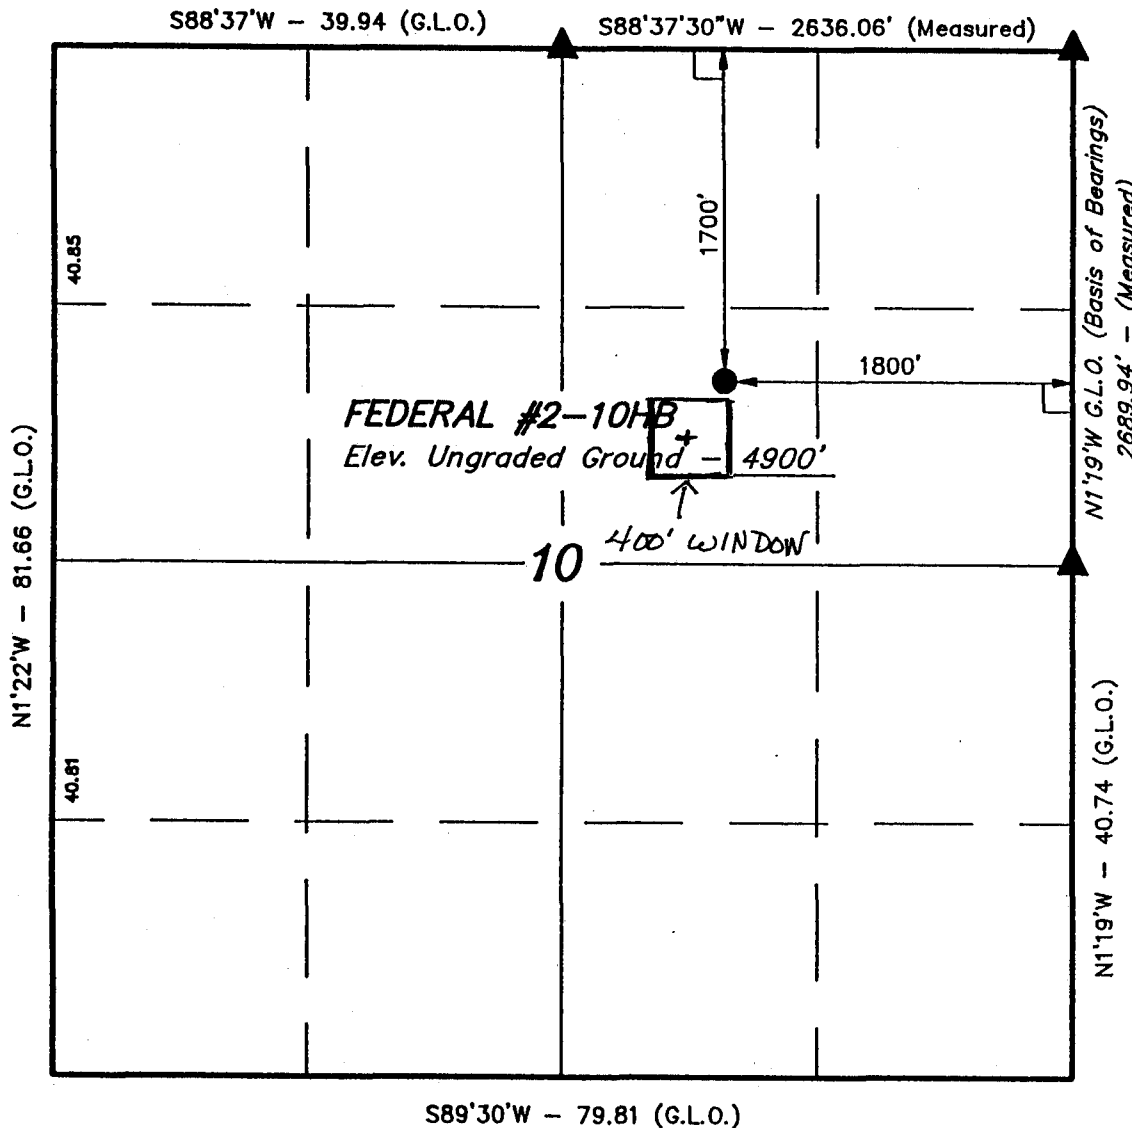 S88°37'W – 39.94 (G.L.O.)
S88°37'30"W – 2636.06' (Measured)
N1°19'W G.L.O. (Basis of Bearings)
2689.94' – (Measured)
1700'
40.85
1800'
FEDERAL #2–10HB
Elev. Ungraded Ground – 4900'
400' WINDOW
10
N1°22'W – 81.66 (G.L.O.)
40.81
N1°19'W – 40.74 (G.L.O.)
S89°30'W – 79.81 (G.L.O.)